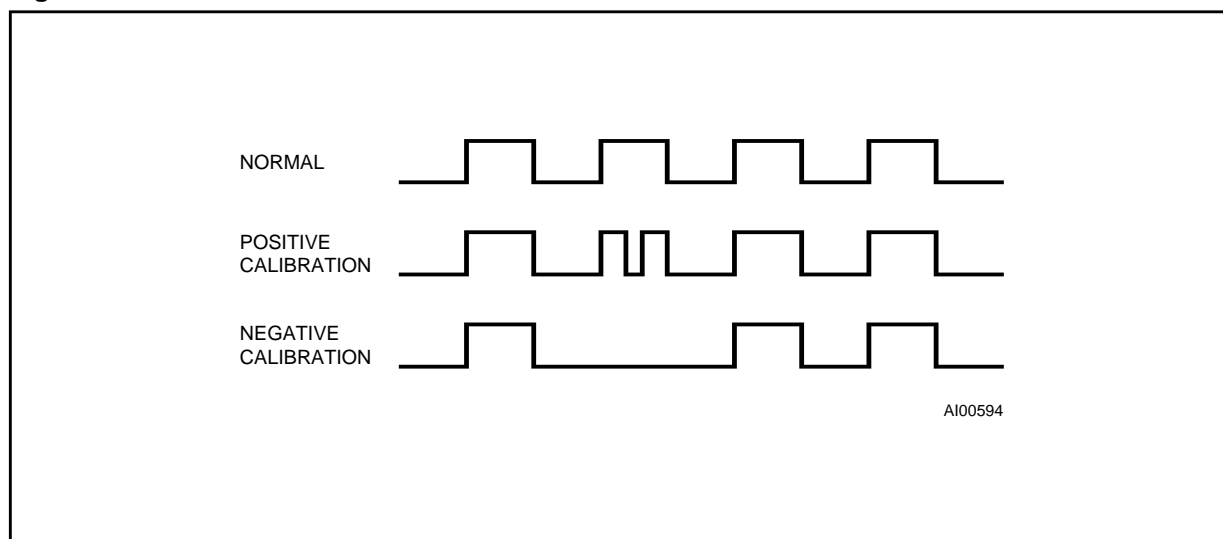 NORMAL
POSITIVE
CALIBRATION
NEGATIVE
CALIBRATION
AI00594